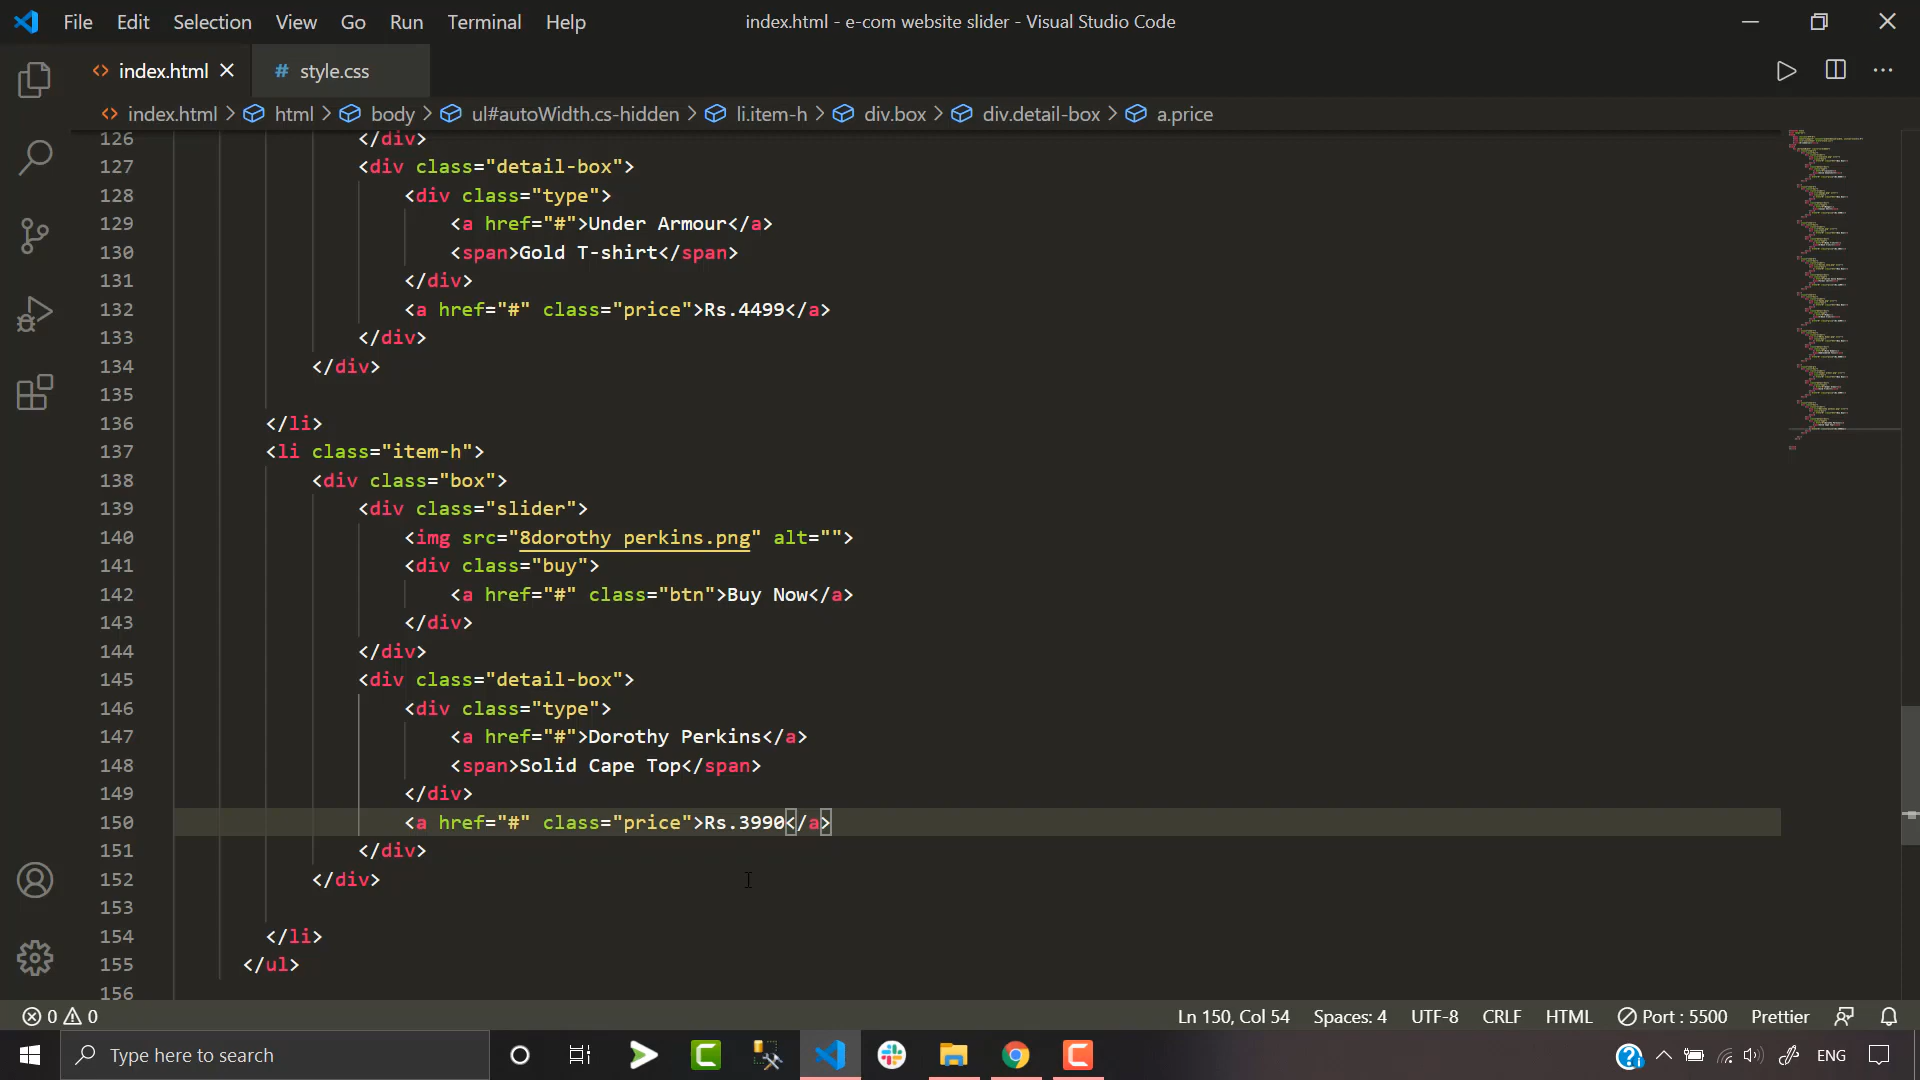 File Edit Selection View Go Run Terminal Help index.html - e-com website slider - Visual Studio Code
index.html style.css
index.html > html > body > ul#autoWidth.cs-hidden > li.item-h > div.box > div.detail-box > a.price
126 </div>
127 <div class="detail-box">
128 <div class="type">
129 <a href="#">Under Armour</a>
130 <span>Gold T-shirt</span>
131 </div>
132 <a href="#" class="price">Rs.4499</a>
133 </div>
134 </div>
135
136 </li>
137 <li class="item-h">
138 <div class="box">
139 <div class="slider">
140 <img src="8dorothy perkins.png" alt="">
141 <div class="buy">
142 <a href="#" class="btn">Buy Now</a>
143 </div>
144 </div>
145 <div class="detail-box">
146 <div class="type">
147 <a href="#">Dorothy Perkins</a>
148 <span>Solid Cape Top</span>
149 </div>
150 <a href="#" class="price">Rs.3990</a>
151 </div>
152 </div>
153
154 </li>
155 </ul>
156
0 0 Ln 150, Col 54 Spaces: 4 UTF-8 CRLF HTML Port : 5500 Prettier
Type here to search ENG